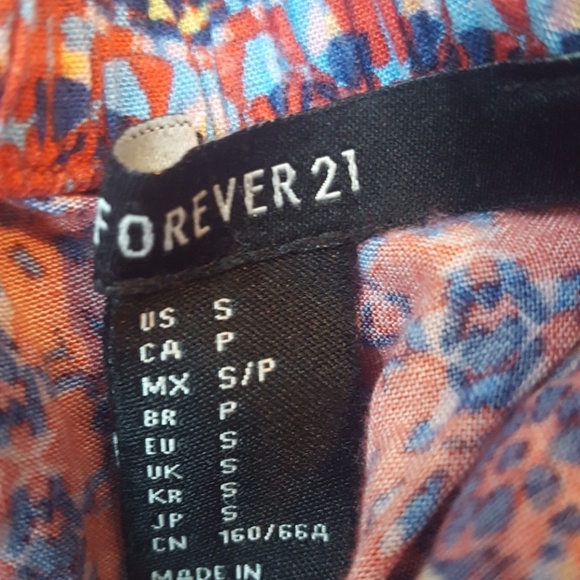 FOREVER 21
US S
CA P
MX S/P
BR P
EU S
UK S
KR S
JP S
CN 160/66A
MADE IN